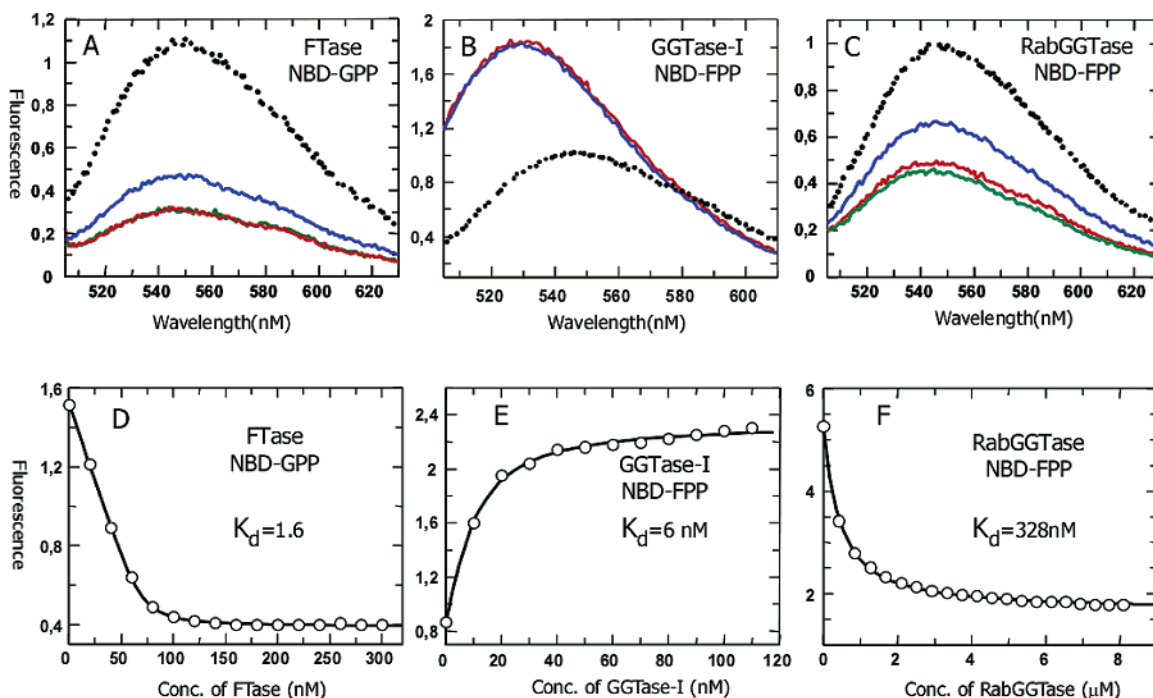 A
FTase
NBD-GPP
Fluorescence
1,2
1
0,8
0,6
0,4
0,2
0
520 540 560 580 600 620
Wavelength(nM)
B
GGTase-I
NBD-FPP
2
1,6
1,2
0,8
0,4
520 540 560 580 600
Wavelength(nM)
C
RabGGTase
NBD-FPP
1
0,8
0,6
0,4
0,2
0
520 540 560 580 600 620
Wavelength(nM)
D
FTase
NBD-GPP
Kd=1.6
Fluorescence
1,6
1,2
0,8
0,4
0 50 100 150 200 250 300
Conc. of FTase (nM)
E
GGTase-I
NBD-FPP
Kd=6 nM
2,4
2
1,6
1,2
0,8
0 20 40 60 80 100 120
Conc. of GGTase-I (nM)
F
RabGGTase
NBD-FPP
Kd=328nM
6
4
2
0 2 4 6 8
Conc. of RabGGTase (μM)